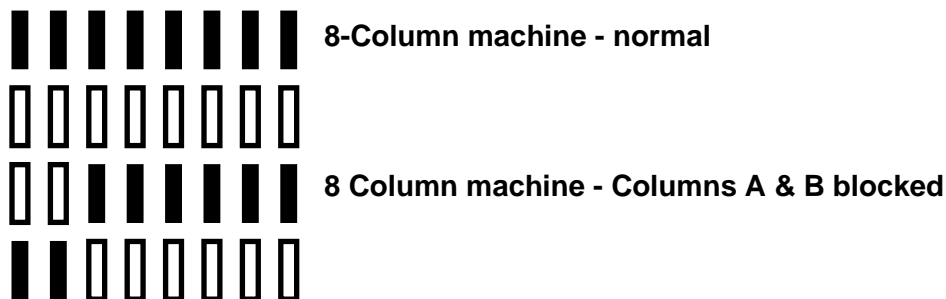 8-Column machine - normal
8 Column machine - Columns A & B blocked